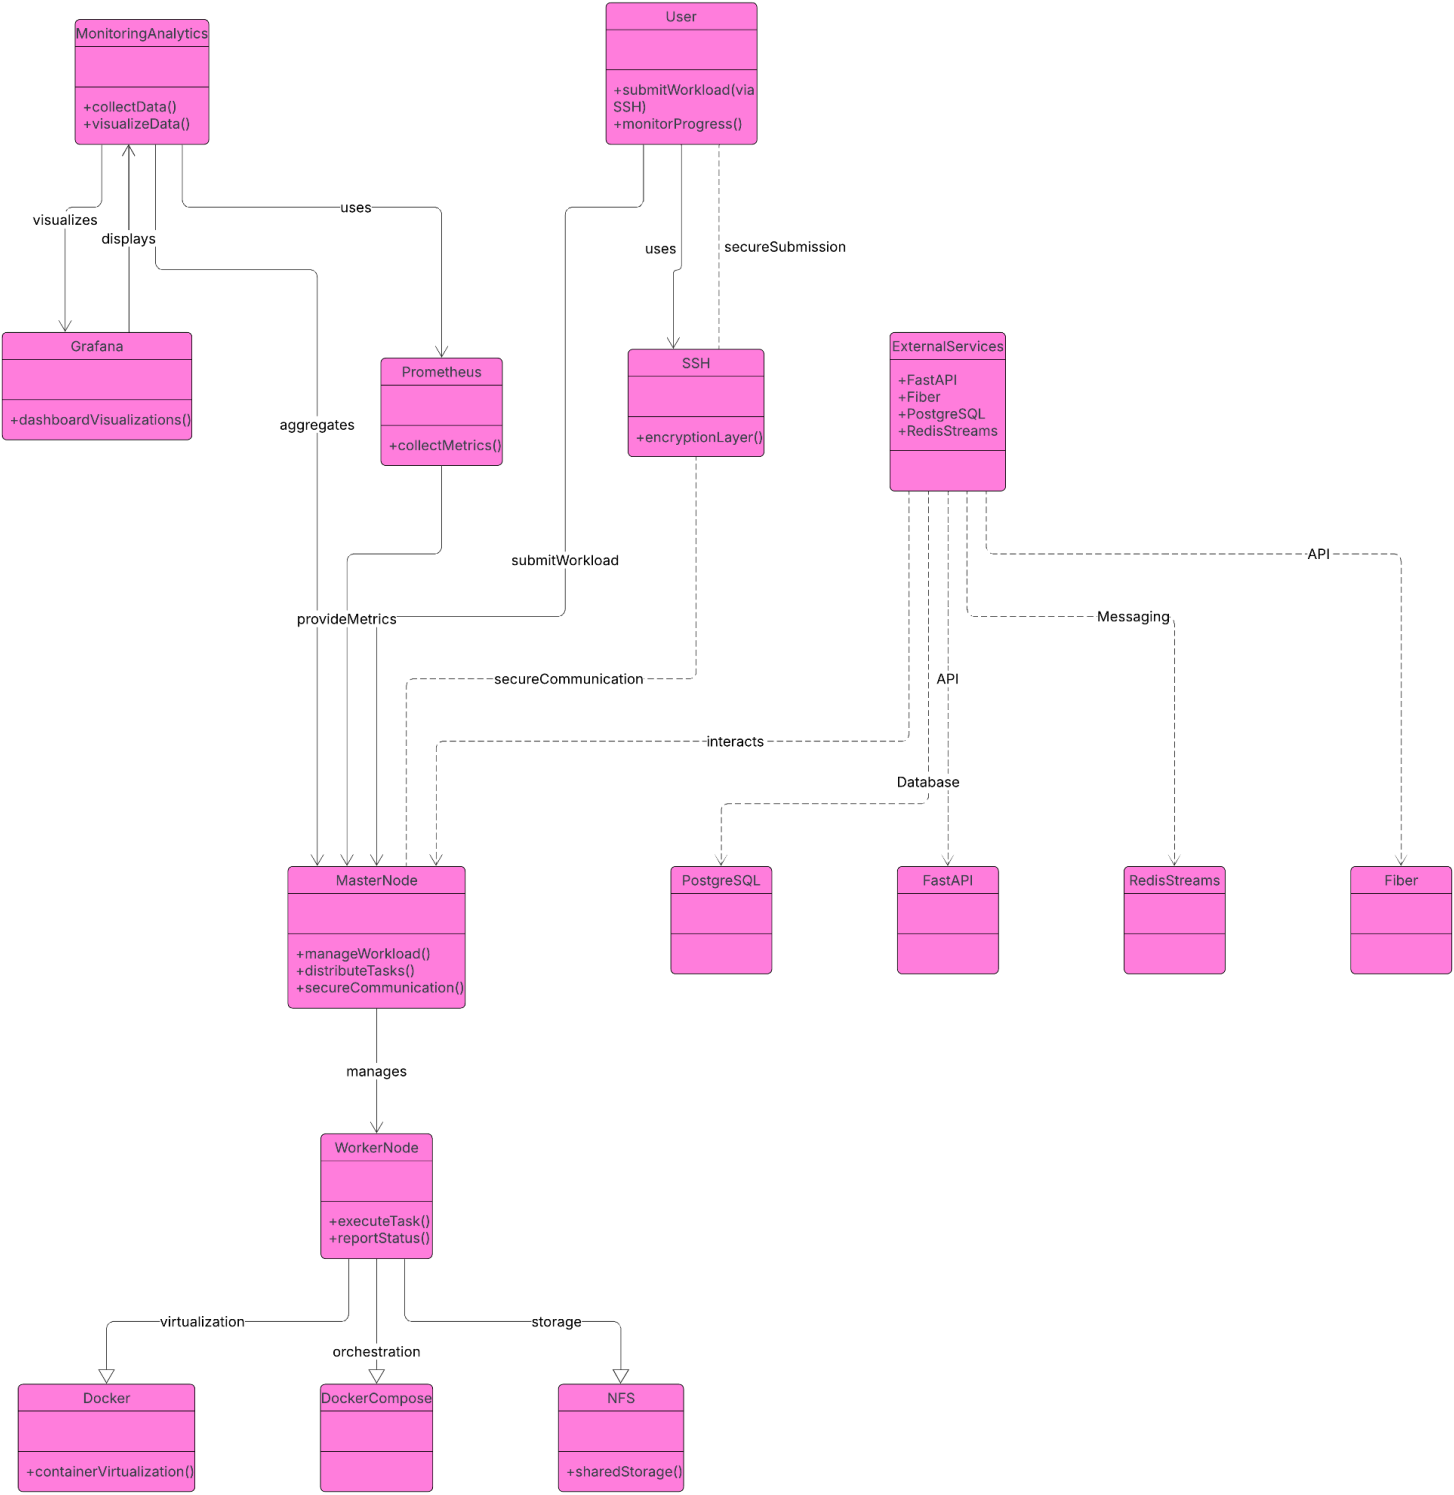 MonitoringAnalytics
+collectData()
+visualizeData()
User
+submitWorkload(via
SSH)
+monitorProgress()
visualizes
displays
uses
uses
secureSubmission
Grafana
+dashboardVisualizations()
Prometheus
+collectMetrics()
SSH
+encryptionLayer()
ExternalServices
+FastAPI
+Fiber
+PostgreSQL
+RedisStreams
aggregates
submitWorkload
API
provideMetrics
Messaging
secureCommunication
API
interacts
Database
MasterNode
+manageWorkload()
+distributeTasks()
+secureCommunication()
PostgreSQL
FastAPI
RedisStreams
Fiber
manages
WorkerNode
+executeTask()
+reportStatus()
virtualization
orchestration
storage
Docker
+containerVirtualization()
DockerCompose
NFS
+sharedStorage()